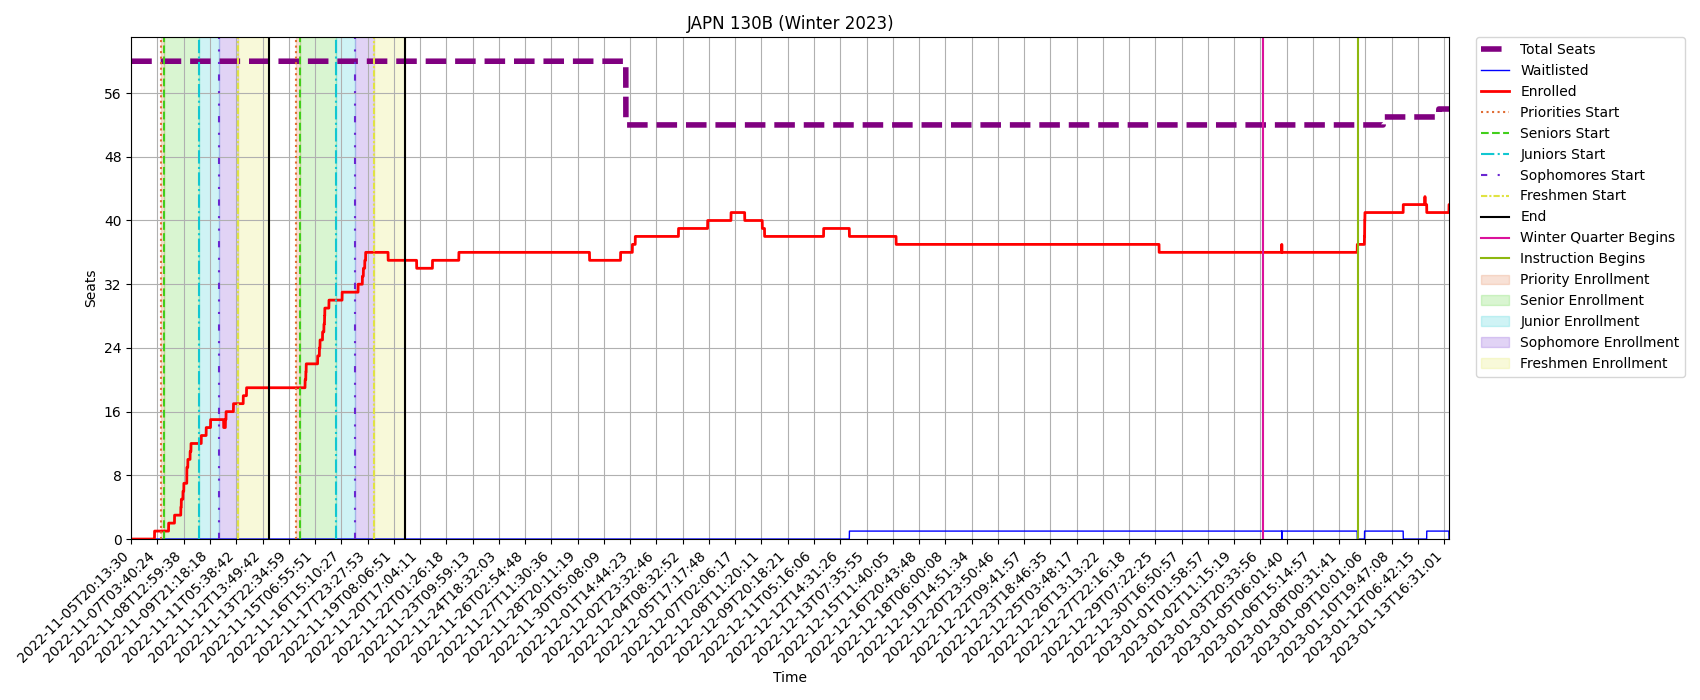 JAPN 130B (Winter 2023)
Seats
56
48
40
32
24
16
8
0
2022-11-05T20:13:30
2022-11-07T03:40:24
2022-11-08T12:59:38
2022-11-09T21:18:18
2022-11-11T05:38:42
2022-11-12T13:49:42
2022-11-13T22:34:59
2022-11-15T06:55:51
2022-11-16T15:10:27
2022-11-17T23:27:53
2022-11-19T08:06:51
2022-11-20T17:04:11
2022-11-22T01:26:18
2022-11-23T09:59:13
2022-11-24T18:32:03
2022-11-26T02:54:48
2022-11-27T11:30:36
2022-11-28T20:11:19
2022-11-30T05:08:09
2022-12-01T14:44:23
2022-12-02T23:32:46
2022-12-04T08:32:52
2022-12-05T17:17:48
2022-12-07T02:06:17
2022-12-08T11:20:11
2022-12-09T20:18:21
2022-12-11T05:16:06
2022-12-12T14:31:26
2022-12-13T07:35:55
2022-12-15T11:40:05
2022-12-16T20:43:48
2022-12-18T06:00:08
2022-12-19T14:51:34
2022-12-20T23:50:46
2022-12-22T09:41:57
2022-12-23T18:46:35
2022-12-25T03:48:17
2022-12-26T13:13:22
2022-12-27T22:16:18
2022-12-29T07:22:25
2022-12-30T16:50:57
2023-01-01T01:58:57
2023-01-02T11:15:19
2023-01-03T20:33:56
2023-01-05T06:01:40
2023-01-06T15:14:57
2023-01-08T00:31:41
2023-01-09T10:01:06
2023-01-10T19:47:08
2023-01-12T06:42:15
2023-01-13T16:31:01
Time
Total Seats
Waitlisted
Enrolled
Priorities Start
Seniors Start
Juniors Start
Sophomores Start
Freshmen Start
End
Winter Quarter Begins
Instruction Begins
Priority Enrollment
Senior Enrollment
Junior Enrollment
Sophomore Enrollment
Freshmen Enrollment